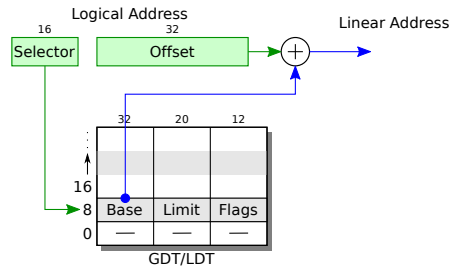 Logical Address
Linear Address
16
32
Selector
Offset
+
32
20
12
16
8
Base
Limit
Flags
0
GDT/LDT